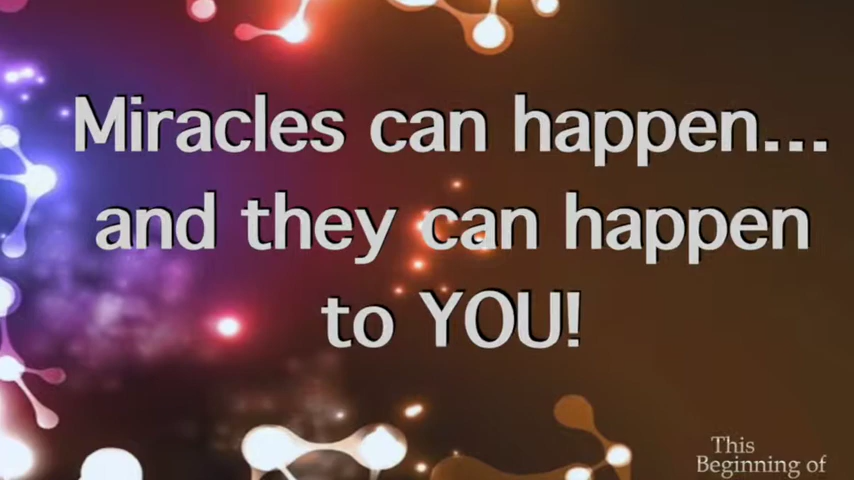 Miracles can happen...
and they can happen
to YOU!
This
Beginning of